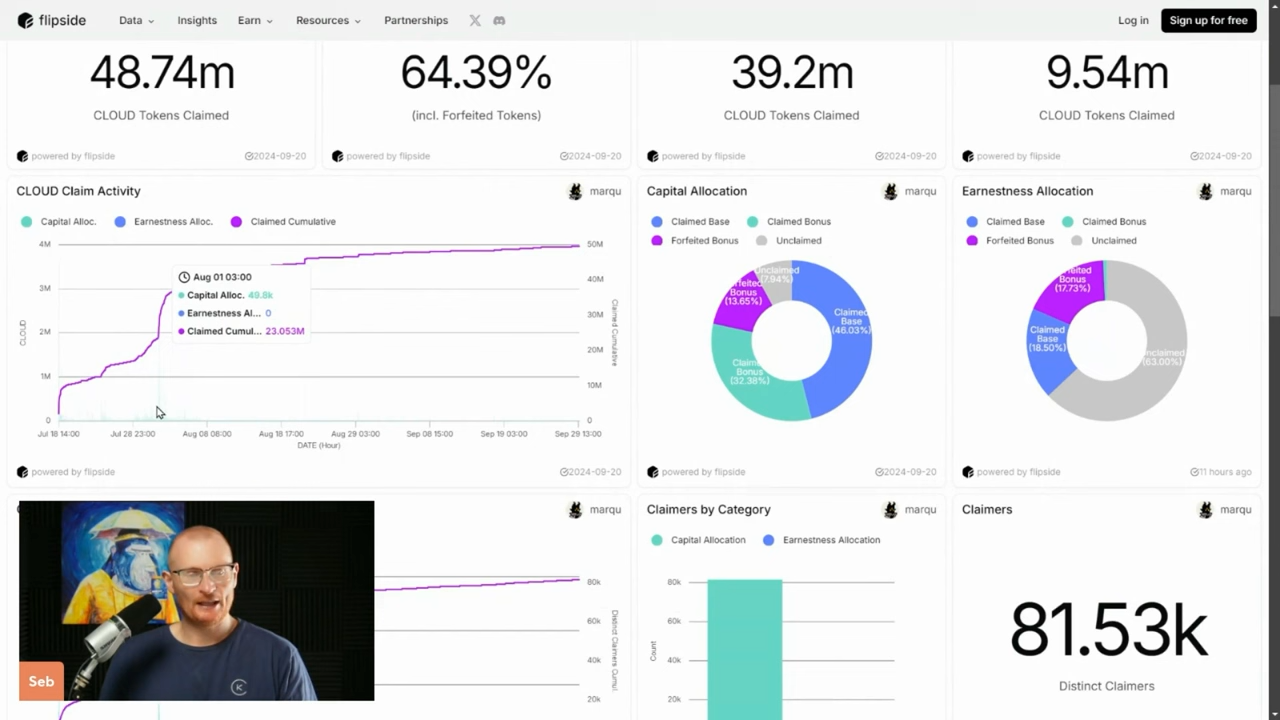 flipside
Data
Insights
Earn
Resources
Partnerships
Log in
Sign up for free
48.74m
CLOUD Tokens Claimed
powered by flipside
2024-09-20
64.39%
(incl. Forfeited Tokens)
powered by flipside
2024-09-20
39.2m
CLOUD Tokens Claimed
powered by flipside
2024-09-20
9.54m
CLOUD Tokens Claimed
powered by flipside
2024-09-20
CLOUD Claim Activity
marqu
Capital Alloc.
Earnestness Alloc.
Claimed Cumulative
4M
3M
2M
1M
0
CLOUD
50M
40M
30M
20M
10M
0
Claimed Cumulative
Aug 01 03:00
Capital Alloc. 49.8k
Earnestness Al... 0
Claimed Cumul... 23.053M
Jul 18 14:00
Jul 28 23:00
Aug 08 08:00
Aug 18 17:00
Aug 29 03:00
Sep 08 15:00
Sep 19 03:00
Sep 29 13:00
DATE (Hour)
powered by flipside
2024-09-20
Capital Allocation
marqu
Claimed Base
Claimed Bonus
Forfeited Bonus
Unclaimed
Unclaimed
(7.94%)
Bonus
(13.65%)
Claimed
Base
(46.03%)
Bonus
(32.38%)
powered by flipside
2024-09-20
Earnestness Allocation
marqu
Claimed Base
Claimed Bonus
Forfeited Bonus
Unclaimed
Bonus
(17.73%)
Claimed
Base
(18.50%)
(63.00%)
powered by flipside
11 hours ago
marqu
80k
60k
40k
20k
Distinct Claimers Cumul.
Claimers by Category
marqu
Capital Allocation
Earnestness Allocation
80k
60k
40k
20k
Count
Claimers
marqu
81.53k
Distinct Claimers
Seb